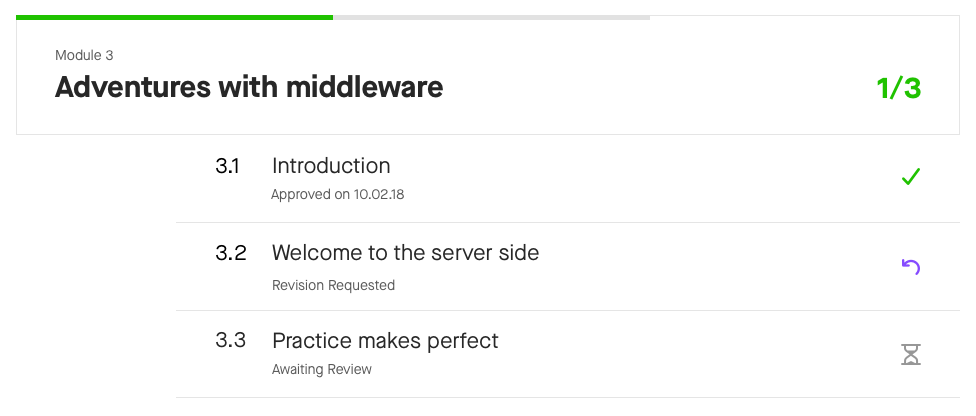 Module 3
Adventures with middleware
1/3
3.1 Introduction
Approved on 10.02.18
3.2 Welcome to the server side
Revision Requested
3.3 Practice makes perfect
Awaiting Review